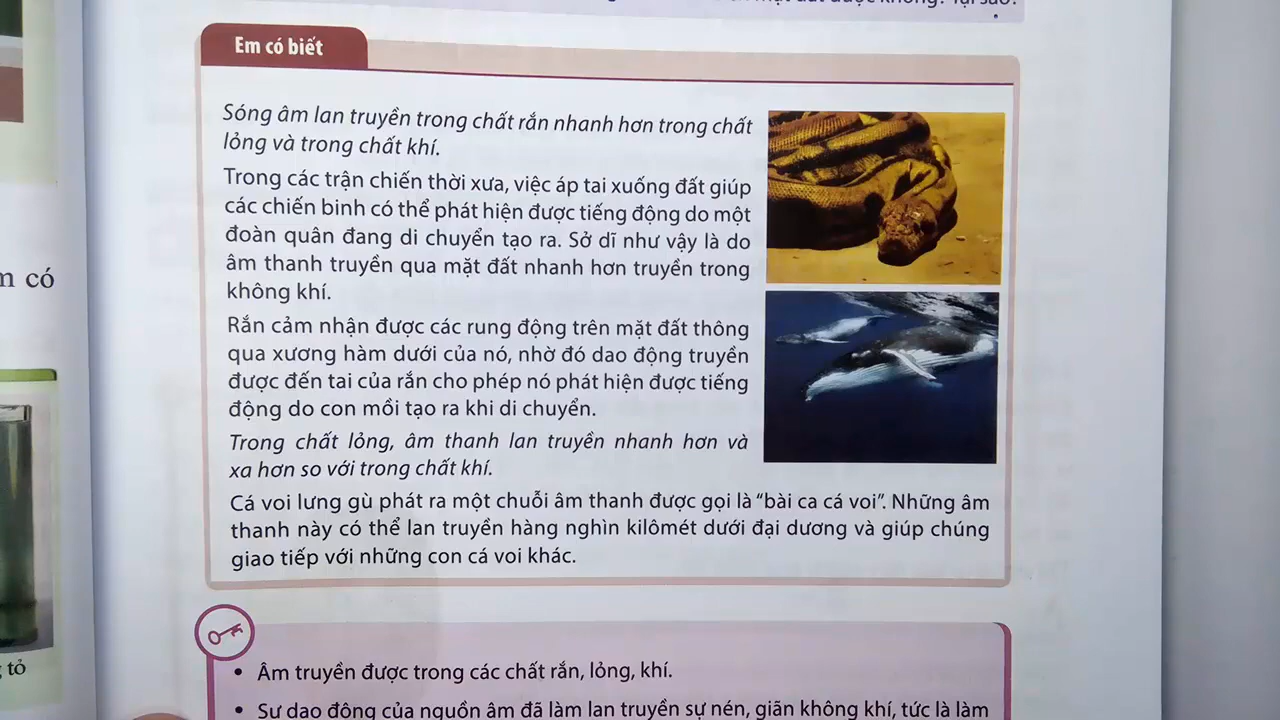 Em có biết
Sóng âm lan truyền trong chất rắn nhanh hơn trong chất
lỏng và trong chất khí.
Trong các trận chiến thời xưa, việc áp tai xuống đất giúp
các chiến binh có thể phát hiện được tiếng động do một
đoàn quân đang di chuyển tạo ra. Sở dĩ như vậy là do
âm thanh truyền qua mặt đất nhanh hơn truyền trong
không khí.
Rắn cảm nhận được các rung động trên mặt đất thông
qua xương hàm dưới của nó, nhờ đó dao động truyền
được đến tai của rắn cho phép nó phát hiện được tiếng
động do con mồi tạo ra khi di chuyển.
Trong chất lỏng, âm thanh lan truyền nhanh hơn và
xa hơn so với trong chất khí.
Cá voi lưng gù phát ra một chuỗi âm thanh được gọi là “bài ca cá voi”. Những âm
thanh này có thể lan truyền hàng nghìn kilômét dưới đại dương và giúp chúng
giao tiếp với những con cá voi khác.
• Âm truyền được trong các chất rắn, lỏng, khí.
• Sự dao động của nguồn âm đã làm lan truyền sự nén, giãn không khí, tức là làm
có
tỏ